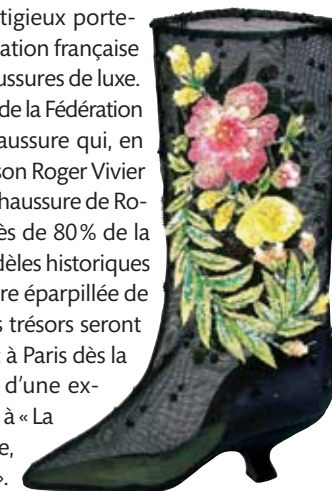 tigieux porte-
ation française
ussures de luxe.
de la Fédération
aussure qui, en
son Roger Vivier
haussure de Ro-
ès de 80 % de la
dèles historiques
re éparpillée de
s trésors seront
à Paris dès la
d'une ex-
à « La
e,
».